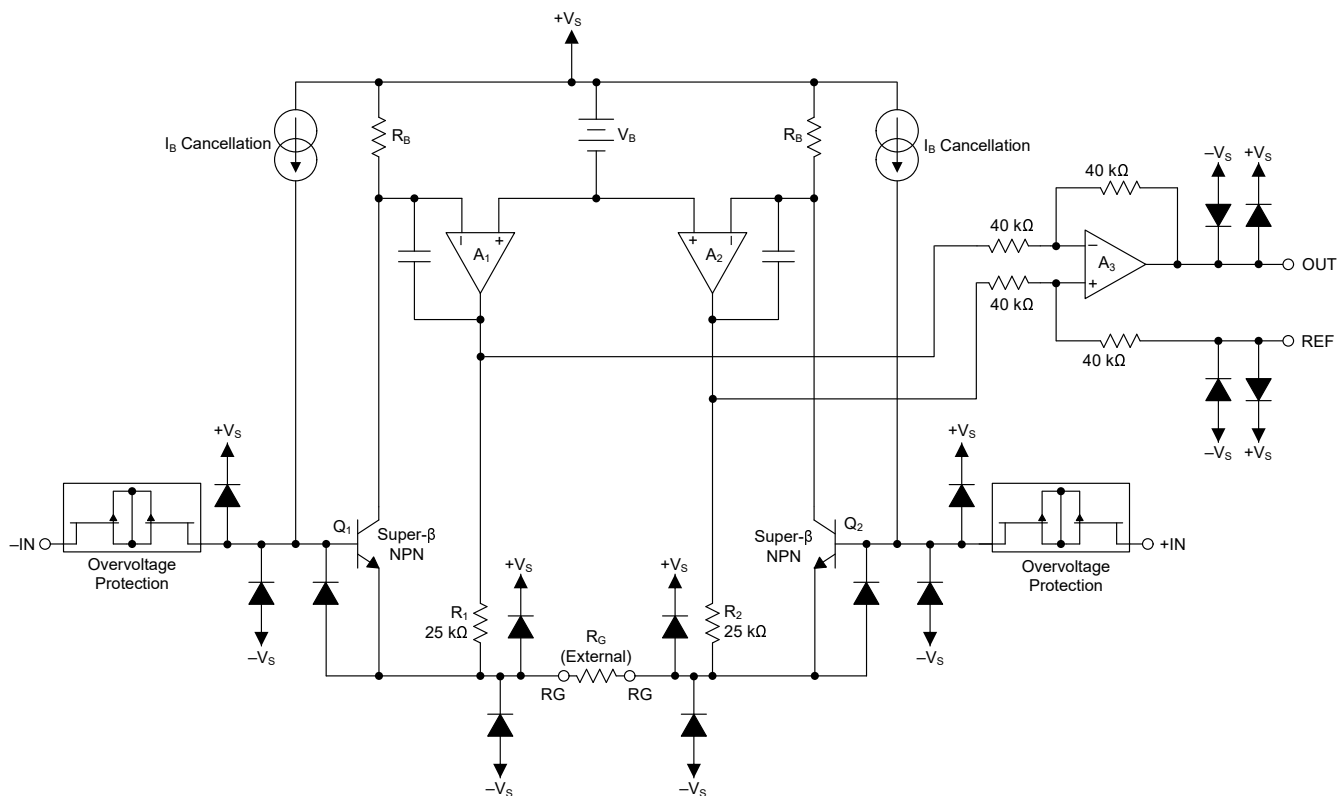 +VS
IB Cancellation
RB
VB
RB
IB Cancellation
–VS
+VS
40 kΩ
40 kΩ
– +
A1
+ –
A2
–
A3
+
OUT
40 kΩ
40 kΩ
REF
+VS
+VS
–VS
+VS
–IN
Q1
Super-β
NPN
Super-β
NPN
Q2
+IN
Overvoltage
Protection
Overvoltage
Protection
+VS
+VS
R1
25 kΩ
RG
(External)
R2
25 kΩ
–VS
–VS
RG
RG
–VS
–VS